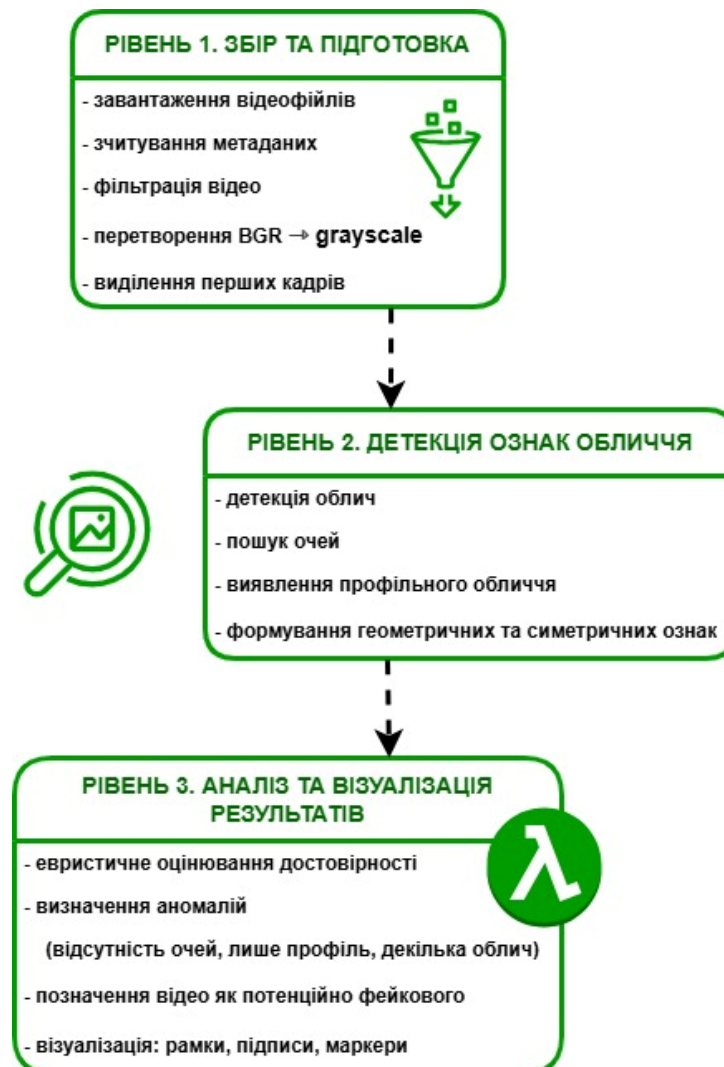 РІВЕНЬ 1. ЗБІР ТА ПІДГОТОВКА
- завантаження відеофійлів
- зчитування метаданих
- фільтрація відео
- перетворення BGR → grayscale
- виділення перших кадрів
РІВЕНЬ 2. ДЕТЕКЦІЯ ОЗНАК ОБЛИЧЧЯ
- детекція облич
- пошук очей
- виявлення профільного обличчя
- формування геометричних та симетричних ознак
РІВЕНЬ 3. АНАЛІЗ ТА ВІЗУАЛІЗАЦІЯ
РЕЗУЛЬТАТІВ
- евристичне оцінювання достовірності
- визначення аномалій
(відсутність очей, лише профіль, декілька облич)
- позначення відео як потенційно фейкового
- візуалізація: рамки, підписи, маркери
λ